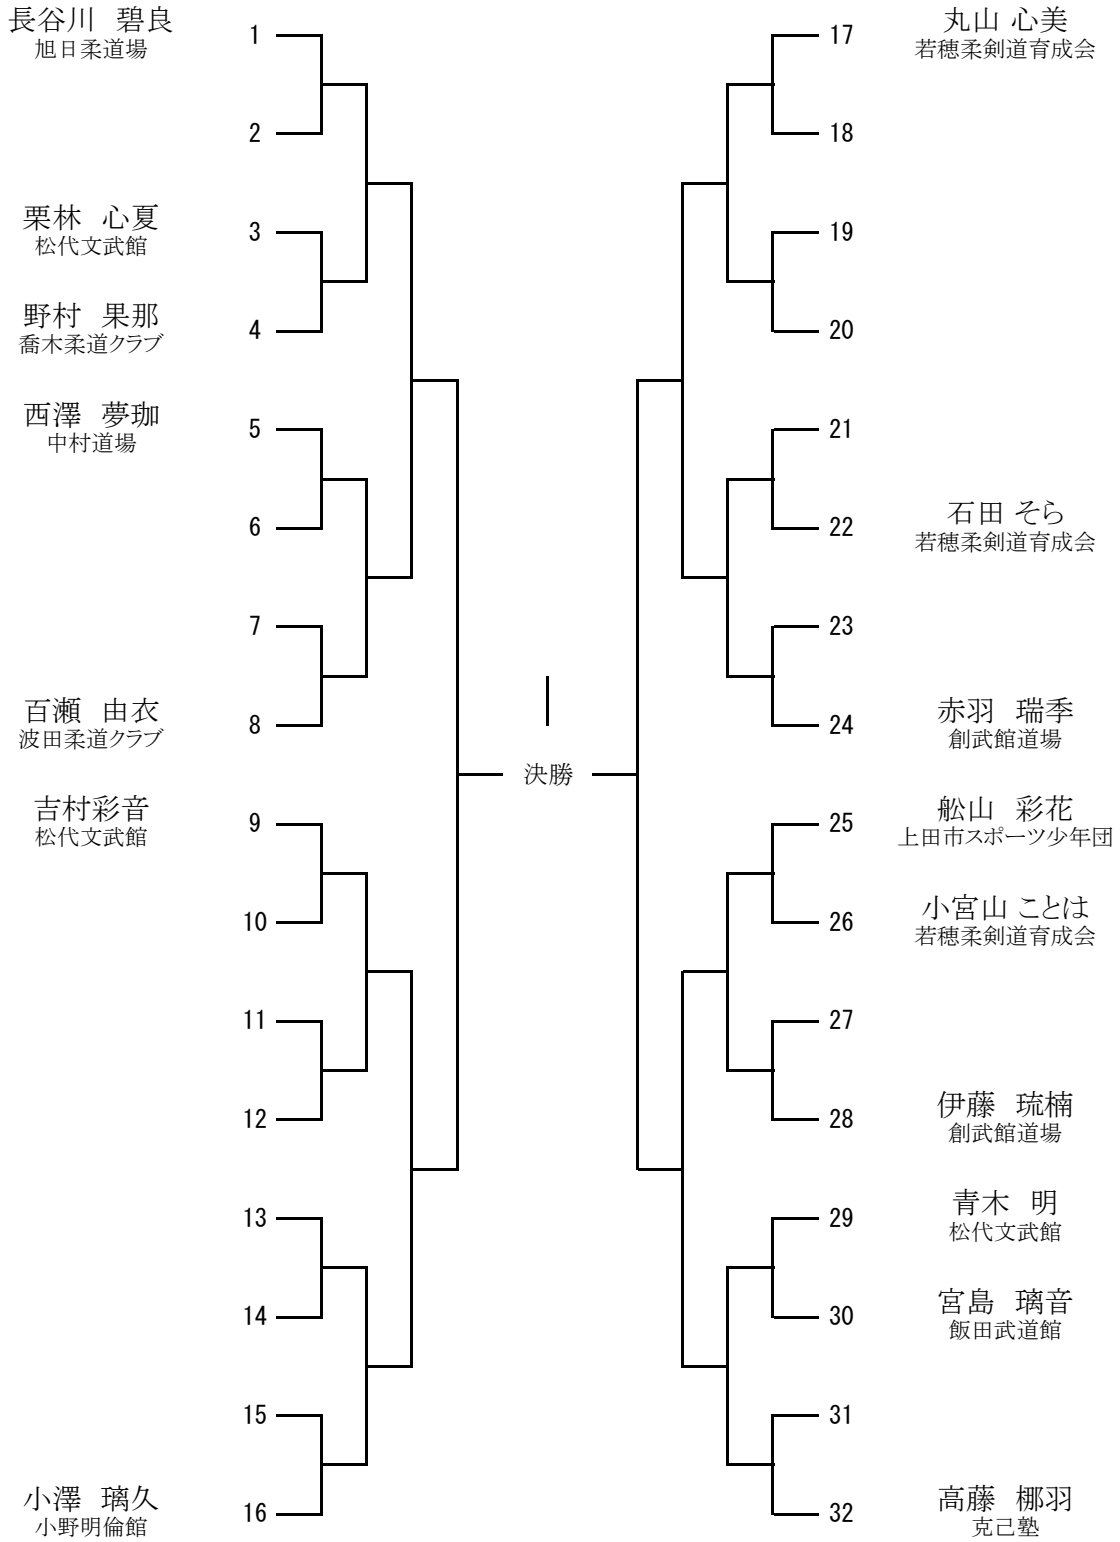 長谷川　碧良
旭日柔道場
1
2
栗林　心夏
松代文武館
3
野村　果那
喬木柔道クラブ
4
西澤　夢珈
中村道場
5
6
7
百瀬　由衣
波田柔道クラブ
8
吉村彩音
松代文武館
9
10
11
12
13
14
15
小澤　璃久
小野明倫館
16
決勝
17
丸山 心美
若穂柔剣道育成会
18
19
20
21
22
石田 そら
若穂柔剣道育成会
23
24
赤羽　瑞季
創武館道場
25
舩山　彩花
上田市スポーツ少年団
26
小宮山 ことは
若穂柔剣道育成会
27
28
伊藤　琉楠
創武館道場
29
青木　明
松代文武館
30
宮島　璃音
飯田武道館
31
32
高藤　梛羽
克己塾